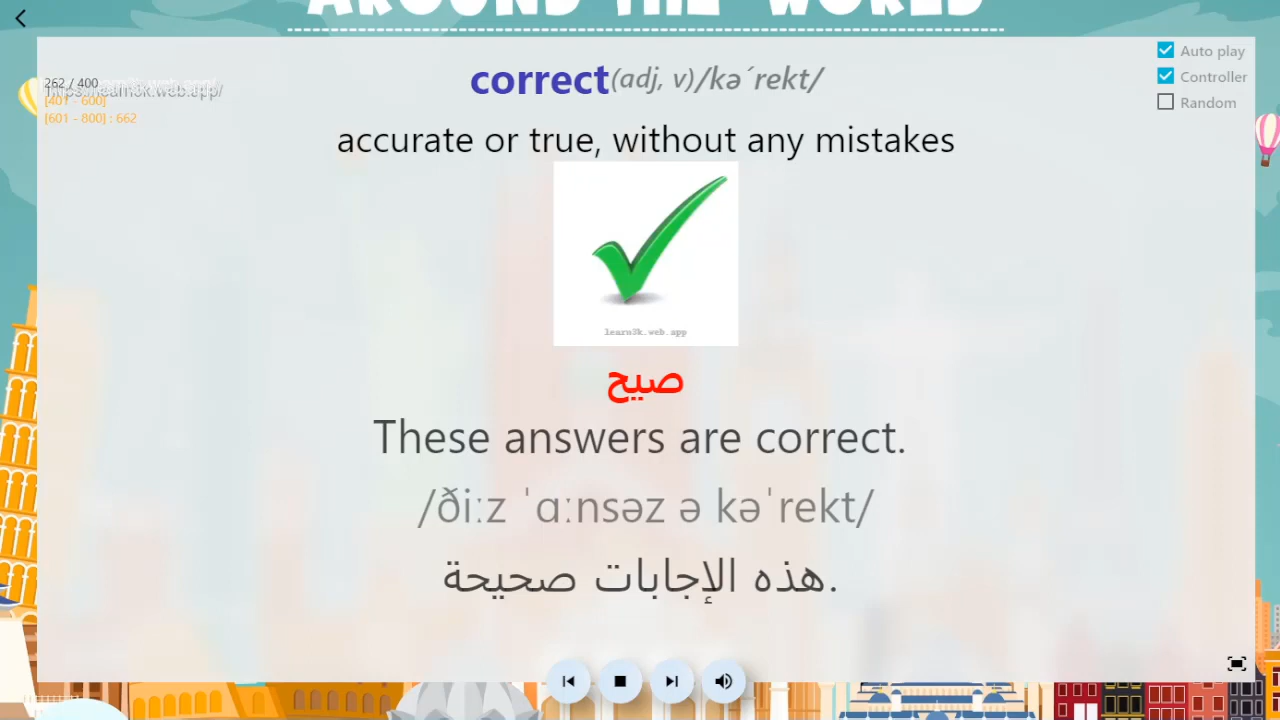 AROUND THE WORLD
262 / 400
[401 - 600]
[601 - 800] : 662
correct(adj, v)/kə´rekt/
Auto play
Controller
Random
accurate or true, without any mistakes
learn3k.web.app
صيح
These answers are correct.
/ðiːz ˈɑːnsəz ə kəˈrekt/
هذه الإجابات صحيحة.